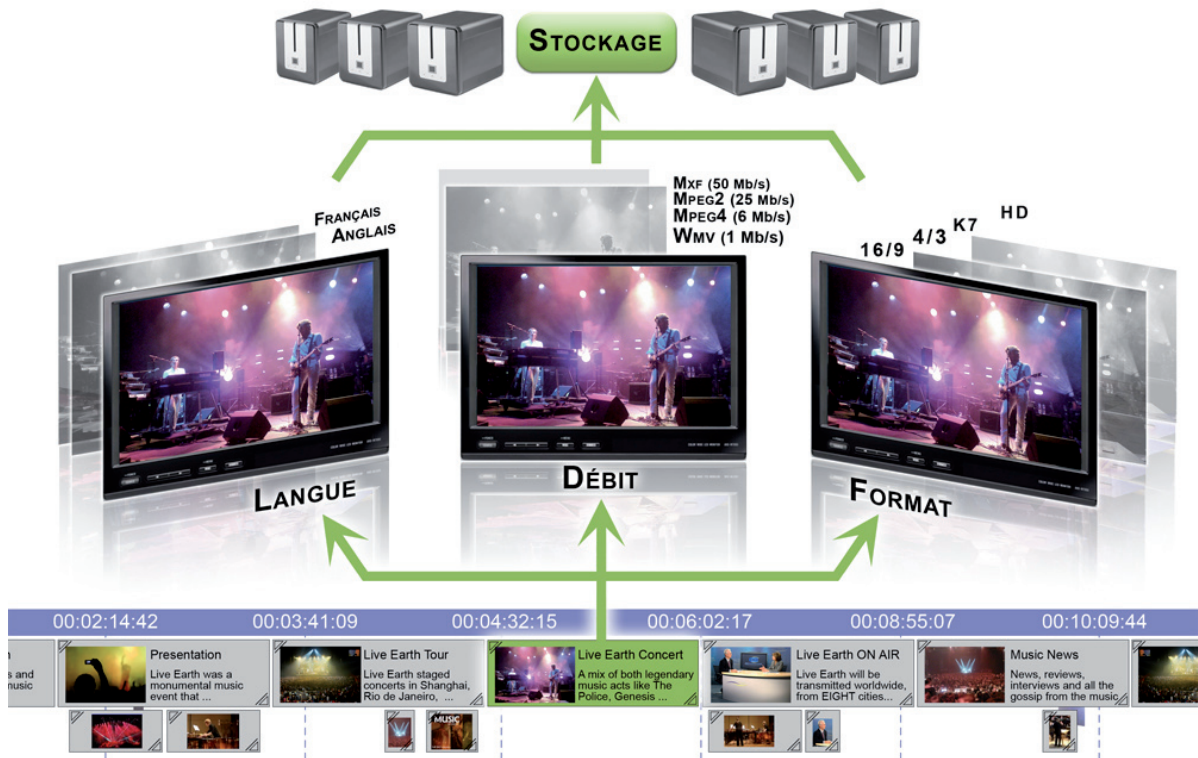 STOCKAGE
MXF (50 Mb/s)
MPEG2 (25 Mb/s)
MPEG4 (6 Mb/s)
WMV (1 Mb/s)
FRANÇAIS
ANGLAIS
16/9
4/3
K7
HD
LANGUE
DÉBIT
FORMAT
00:02:14:42
00:03:41:09
00:04:32:15
00:06:02:17
00:08:55:07
00:10:09:44
s and
music
Presentation
Live Earth was a
monumental music
event that ...
Live Earth Tour
Live Earth staged
concerts in Shanghai,
Rio de Janeiro, ...
Live Earth Concert
A mix of both legendary
music acts like The
Police, Genesis ...
Live Earth ON AIR
Live Earth will be
transmitted worldwide,
from EIGHT cities...
Music News
News, reviews,
interviews and all the
gossip from the music
MUSIC